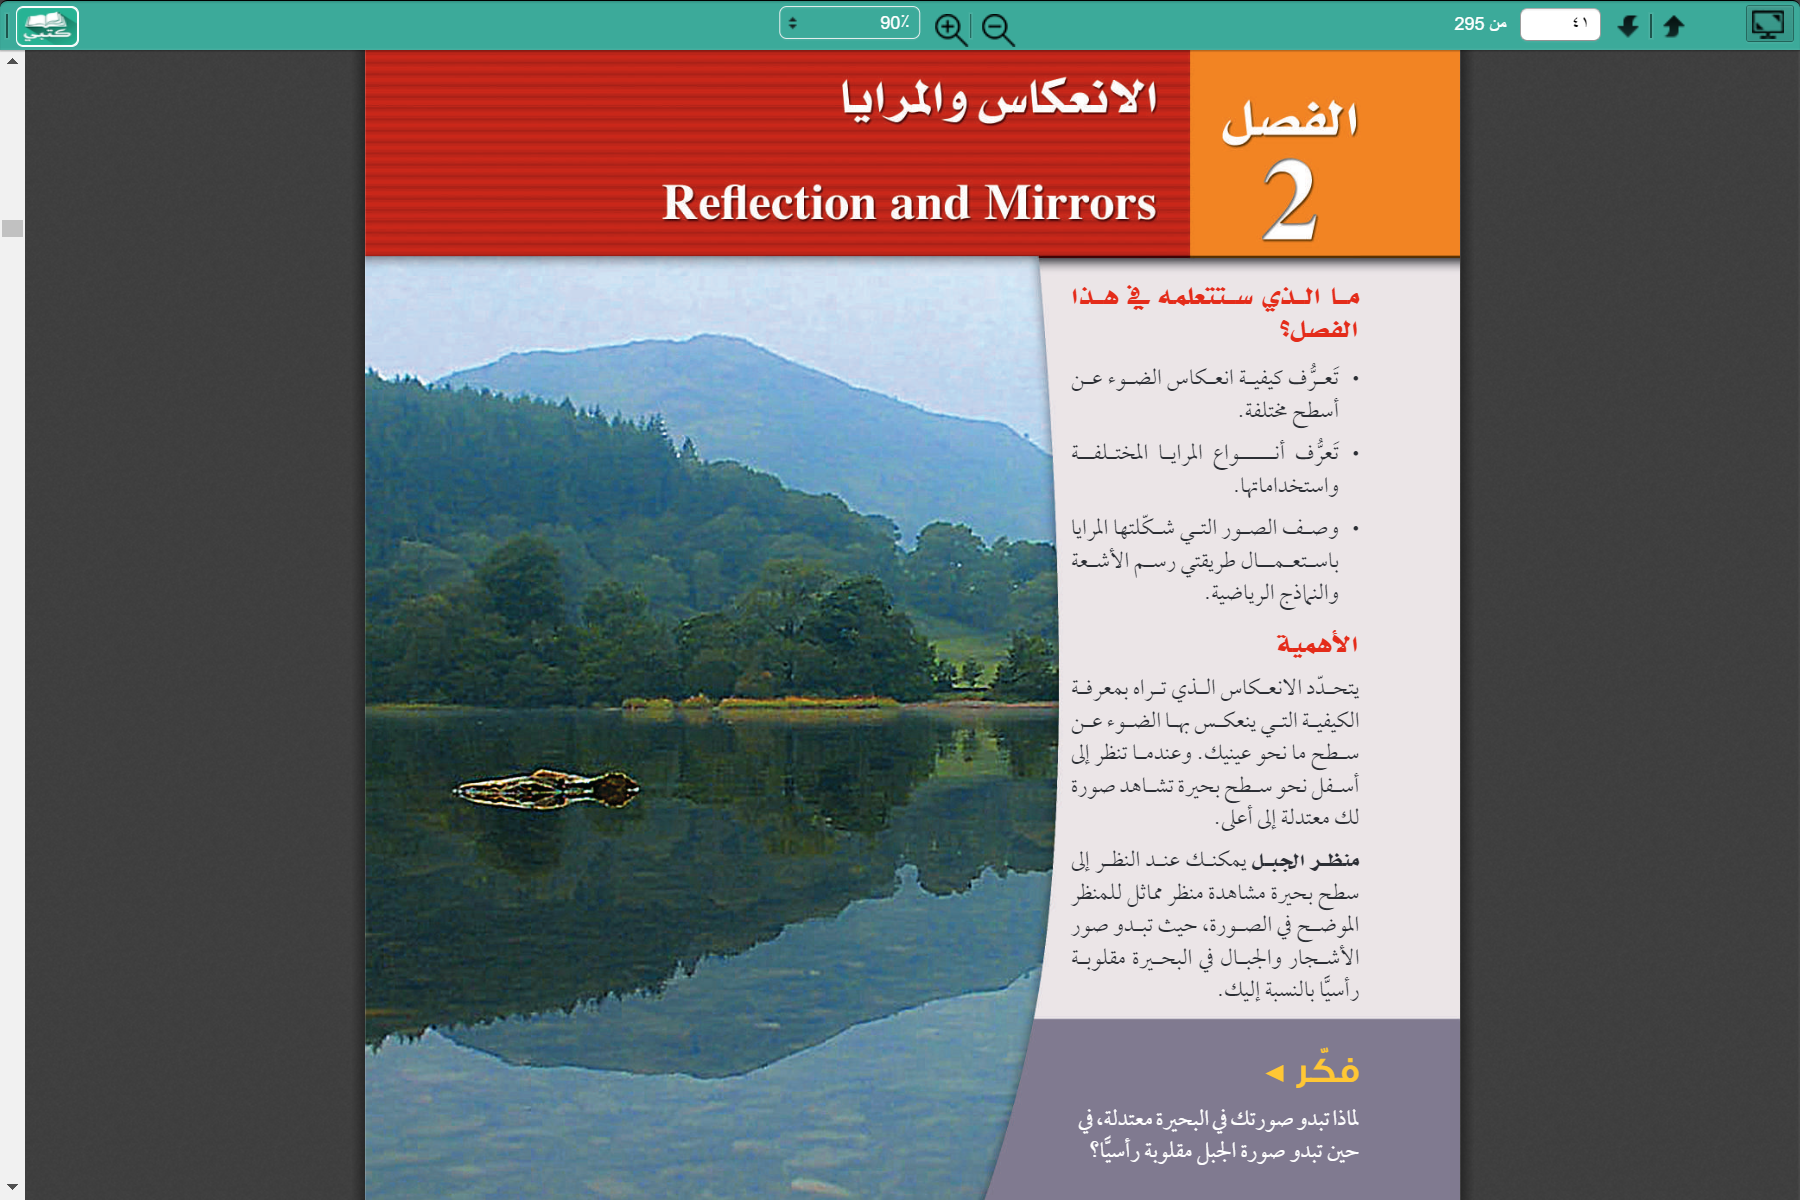 كتبي
90٪
٤١
من 295
الفصل
2
الانعكاس والمرايا
Reflection and Mirrors
ما الذي ستتعلمه في هذا
الفصل؟
• تَعرُّف كيفية انعكاس الضوء عن
أسطح مختلفة.
• تَعرُّف أنواع المرايا المختلفة
واستخداماتها.
• وصف الصور التي شكّلتها المرايا
باستعمال طريقتي رسم الأشعة
والنماذج الرياضية.
الأهمية
يتحدّد الانعكاس الذي تراه بمعرفة
الكيفية التي ينعكس بها الضوء عن
سطح ما نحو عينيك. وعندما تنظر إلى
أسفل نحو سطح بحيرة تشاهد صورة
لك معتدلة إلى أعلى.
منظر الجبل يمكنك عند النظر إلى
سطح بحيرة مشاهدة منظر مماثل للمنظر
الموضح في الصورة، حيث تبدو صور
الأشجار والجبال في البحيرة مقلوبة
رأسيًّا بالنسبة إليك.
فكّر ◄
لماذا تبدو صورتك في البحيرة معتدلة، في
حين تبدو صورة الجبل مقلوبة رأسيًّا؟